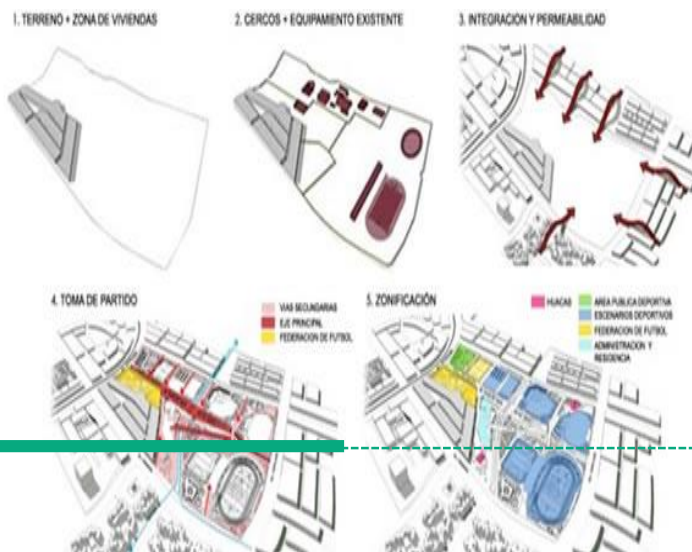 1. TERRENO + ZONA DE VIVIENDAS
2. CERCOS + EQUIPAMIENTO EXISTENTE
3. INTEGRACION Y PERMEABILIDAD
4. TOMA DE PARTIDO
VIAS SECUNDARIAS
EJE PRINCIPAL
FEDERACION DE FUTBOL
5. ZONIFICACIÓN
HUACAS
AREA PUBLICA DEPORTIVA
ESCENARIOS DEPORTIVOS
FEDERACION DE FUTBOL
ADMINISTRACION Y
RESIDENCIA